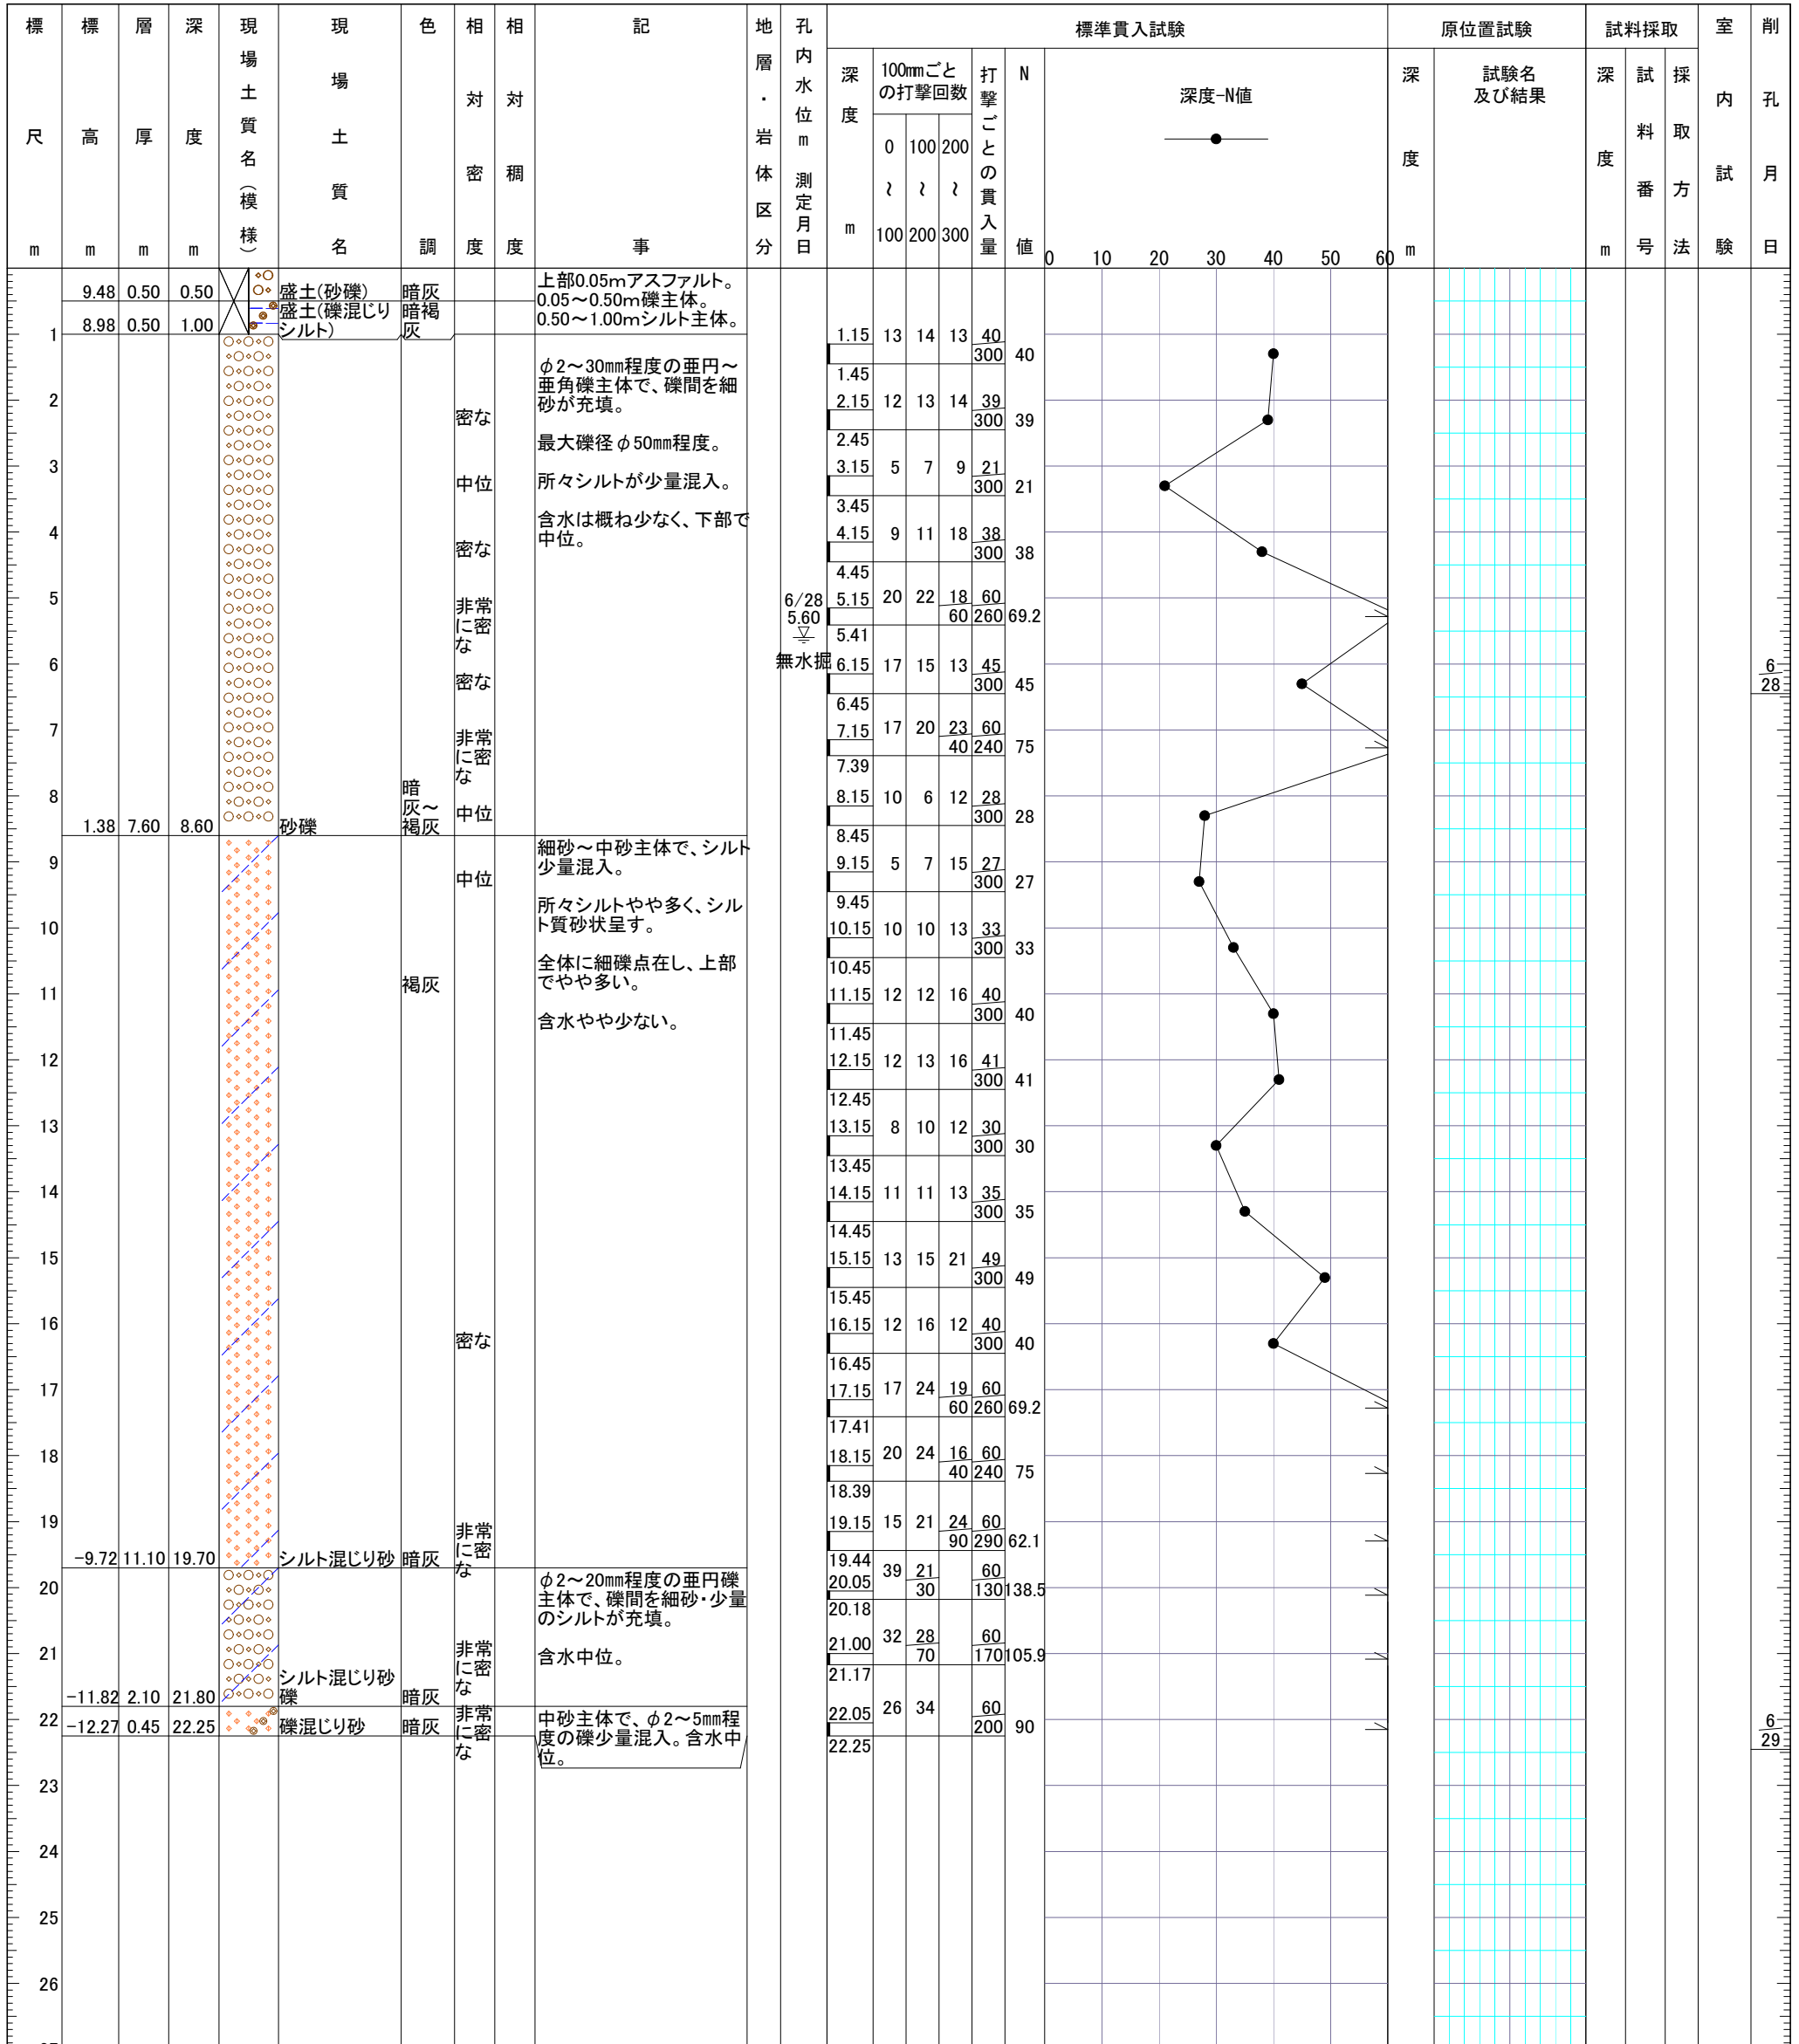 標尺 m
標高 m
層厚 m
深度 m
現場土質名(模様)
現場土質名
色調
相対密度
相対稠度
記事
地層・岩体区分
孔内水位m 測定月日
標準貫入試験
深度 m
100mmごと
の打撃回数
0 100 200
~ ~ ~
100 200 300
打撃ごとの貫入量
N値
深度-N値
0 10 20 30 40 50 60
原位置試験
深度 m
試験名
及び結果
試料採取
深度 m
試料番号
採取方法
室内試験
削孔月日
9.48 0.50 0.50 盛土(砂礫) 暗灰
上部0.05mアスファルト。
0.05~0.50m礫主体。
0.50~1.00mシルト主体。
8.98 0.50 1.00 盛土(礫混じり
シルト)
暗褐
灰
1
1.15 13 14 13 40
300 40
1.45
φ2~30mm程度の亜円~
亜角礫主体で、礫間を細
砂が充填。
最大礫径φ50mm程度。
所々シルトが少量混入。
含水は概ね少なく、下部で
中位。
2
密な
2.15 12 13 14 39
300 39
2.45
3
中位
3.15 5 7 9 21
300 21
3.45
4
密な
4.15 9 11 18 38
300 38
4.45
5
非常
に密
な
6/28
5.60
無水掘
5.15 20 22 18 60
60 260 69.2
5.41
6
密な
6.15 17 15 13 45
300 45
6.45
6
28
7
非常
に密
な
7.15 17 20 23 60
40 240 75
7.39
8
中位
8.15 10 6 12 28
300 28
8.45
1.38 7.60 8.60 砂礫
暗
灰~
褐灰
細砂~中砂主体で、シルト
少量混入。
所々シルトやや多く、シル
ト質砂状呈す。
全体に細礫点在し、上部
でやや多い。
含水やや少ない。
9
中位
9.15 5 7 15 27
300 27
9.45
10
10.15 10 10 13 33
300 33
10.45
11
褐灰
11.15 12 12 16 40
300 40
11.45
12
12.15 12 13 16 41
300 41
12.45
13
13.15 8 10 12 30
300 30
13.45
14
14.15 11 11 13 35
300 35
14.45
15
15.15 13 15 21 49
300 49
15.45
16
密な
16.15 12 16 12 40
300 40
16.45
17
17.15 17 24 19 60
60 260 69.2
17.41
18
18.15 20 24 16 60
40 240 75
18.39
19
非常
に密
な
19.15 15 21 24 60
90 290 62.1
19.44
-9.72 11.10 19.70 シルト混じり砂 暗灰
φ2~20mm程度の亜円礫
主体で、礫間を細砂・少量
のシルトが充填。
含水中位。
20
20.05 39 21 60
30 130 138.5
20.18
21
非常
に密
な
21.00 32 28 60
70 170 105.9
21.17
シルト混じり砂
-11.82 2.10 21.80 礫 暗灰
22
22.05 26 34 60
200 90
22.25
-12.27 0.45 22.25 礫混じり砂 暗灰
非常
に密
な
中砂主体で、φ2~5mm程
度の礫少量混入。含水中
位。
6
29
23
24
25
26